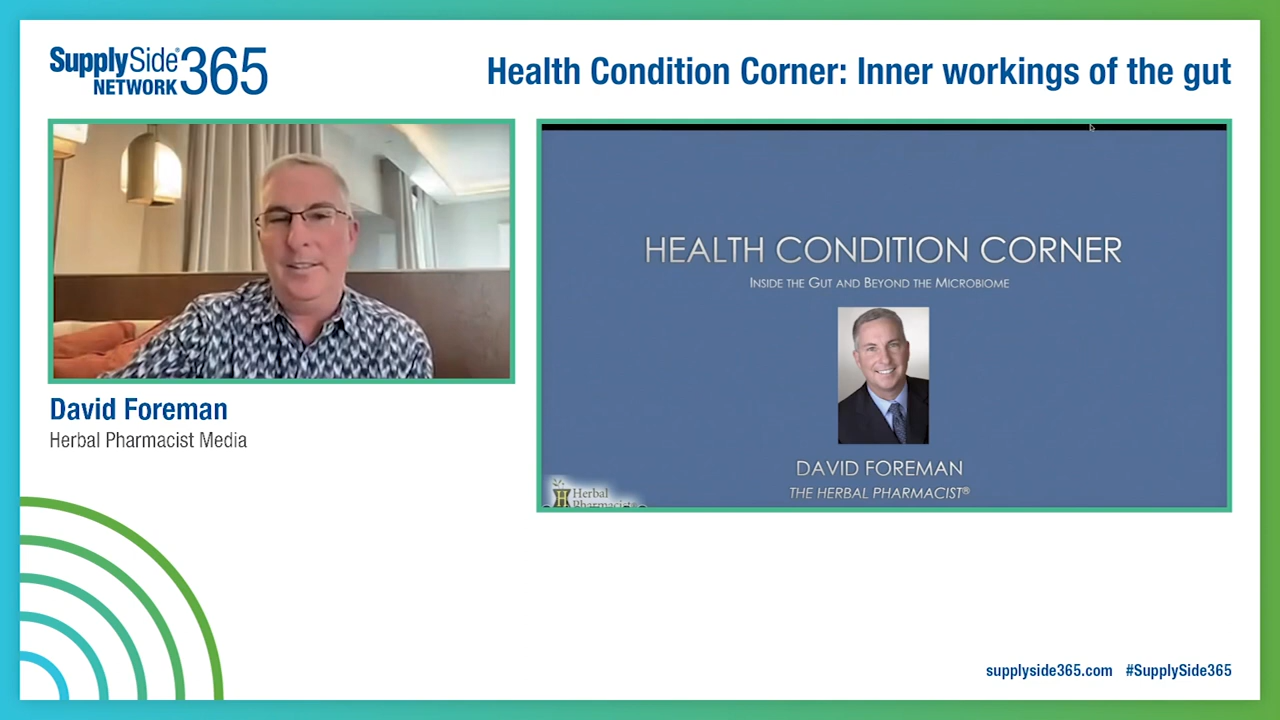 SupplySide® 365
NETWORK
Health Condition Corner: Inner workings of the gut
HEALTH CONDITION CORNER
INSIDE THE GUT AND BEYOND THE MICROBIOME
DAVID FOREMAN
THE HERBAL PHARMACIST®
H Herbal
Pharmacist®
David Foreman
Herbal Pharmacist Media
supplyside365.com #SupplySide365